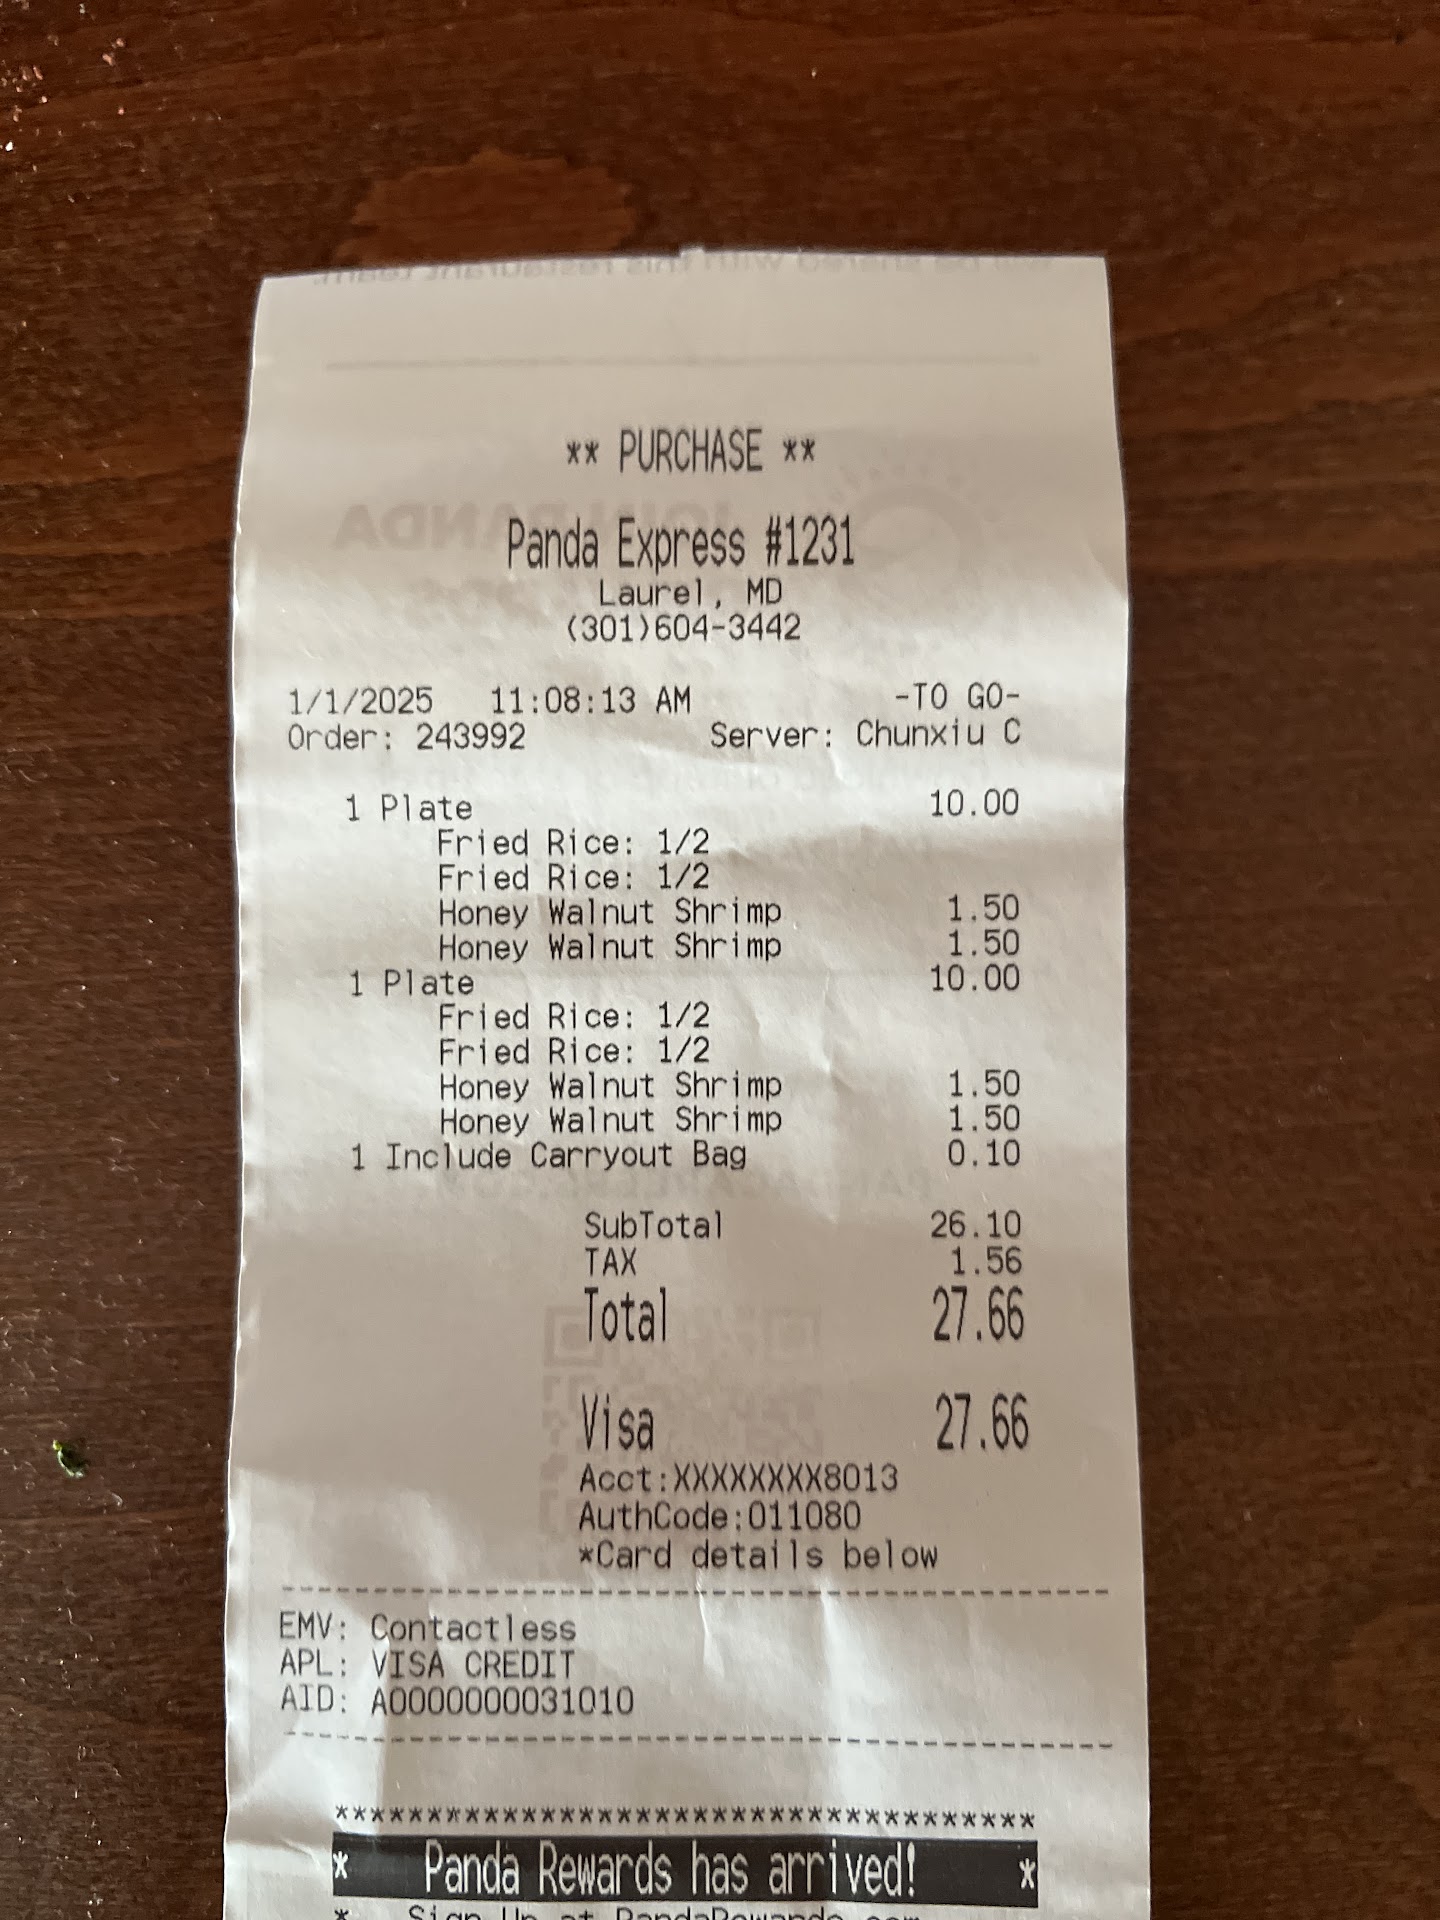 ** PURCHASE **
Panda Express #1231
Laurel, MD
(301)604-3442
1/1/2025 11:08:13 AM -TO GO-
Order: 243992 Server: Chunxiu C
1 Plate 10.00
Fried Rice: 1/2
Fried Rice: 1/2
Honey Walnut Shrimp 1.50
Honey Walnut Shrimp 1.50
1 Plate 10.00
Fried Rice: 1/2
Fried Rice: 1/2
Honey Walnut Shrimp 1.50
Honey Walnut Shrimp 1.50
1 Include Carryout Bag 0.10
SubTotal 26.10
TAX 1.56
Total 27.66
Visa 27.66
Acct:XXXXXXXX8013
AuthCode:011080
*Card details below
EMV: Contactless
APL: VISA CREDIT
AID: A0000000031010
**************************************
* Panda Rewards has arrived! *
* Sign Up at PandaRewards.com